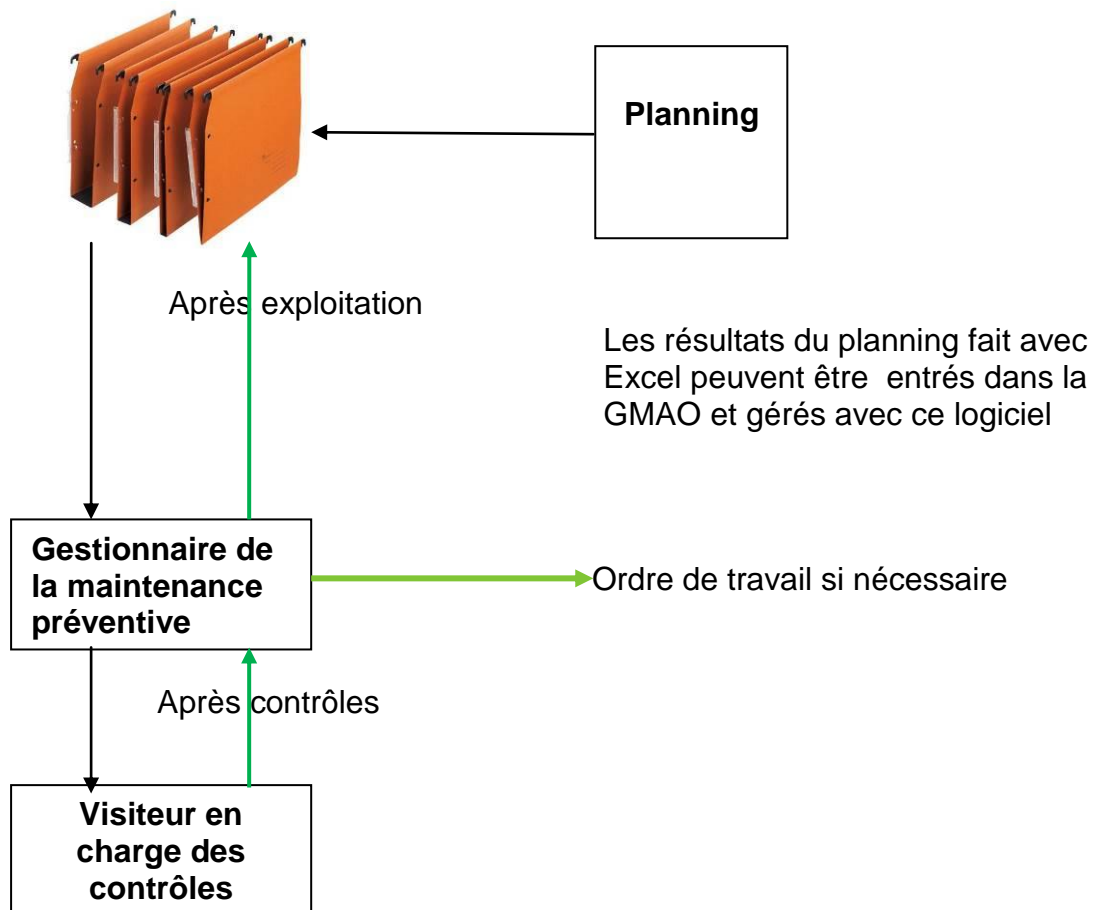 Planning
Après exploitation
Les résultats du planning fait avec
Excel peuvent être  entrés dans la
GMAO et gérés avec ce logiciel
Gestionnaire de
la maintenance
préventive
Ordre de travail si nécessaire
Après contrôles
Visiteur en
charge des
contrôles